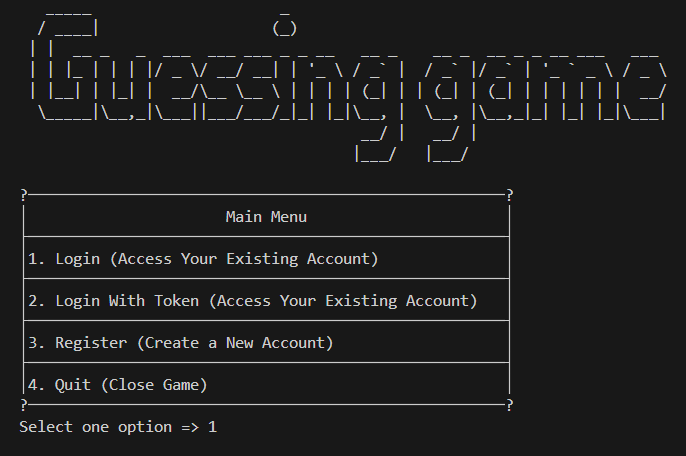 Guessing game
Main Menu
1. Login (Access Your Existing Account)
2. Login With Token (Access Your Existing Account)
3. Register (Create a New Account)
4. Quit (Close Game)
Select one option => 1